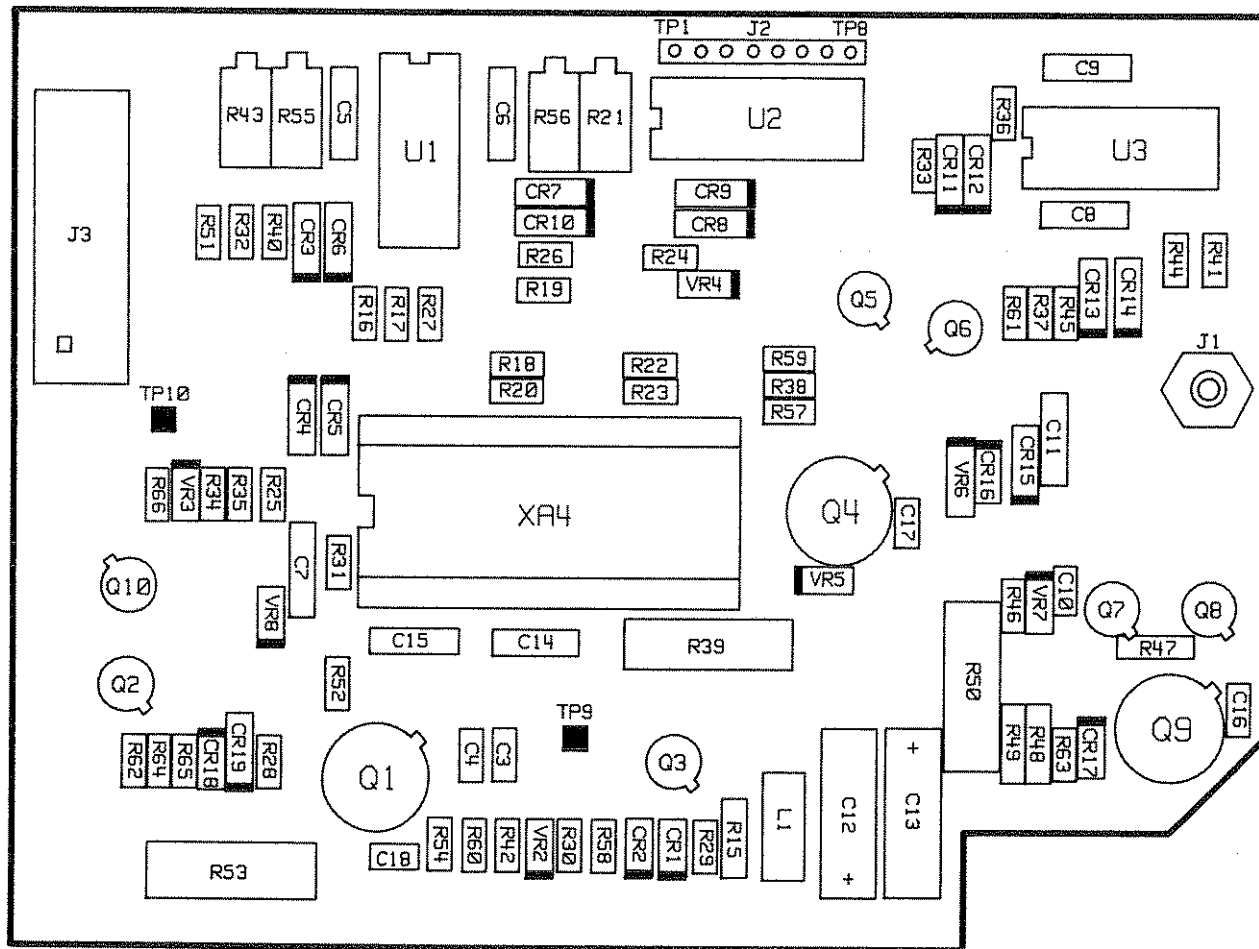 TP1 J2 TP8
C9
R43 R55 C5 U1 C6 R56 R21 U2 R36 U3
R33 CR11 CR12
CR7 CR9
CR10 CR8 C8
J3 R51 R32 R40 CR3 CR6
R26 R24 R44 R41
R19 VR4 Q5
R16 R17 R27 Q6 R61 R37 R45 CR13 CR14
J1
R18 R22 R59
R20 R23 R38
TP10 R57
CR4 CR5
C11
R66 VR3 R34 R35 R25 VR6 CR16 CR15
XA4 Q4 C17
C7 R31
Q10 VR5
VR8 R46 VR7 C10 Q7 Q8
C15 C14 R39 R47
R50
Q2 R52
TP9 C16
R62 R64 R65 CR18 CR19 R28 Q1 C4 C3 Q3 R49 R48 R63 CR17 Q9
+
L1 C12 C13
R54 R60 R42 VR2 R30 R58 CR2 CR1 R29 R15
R53 C18
+